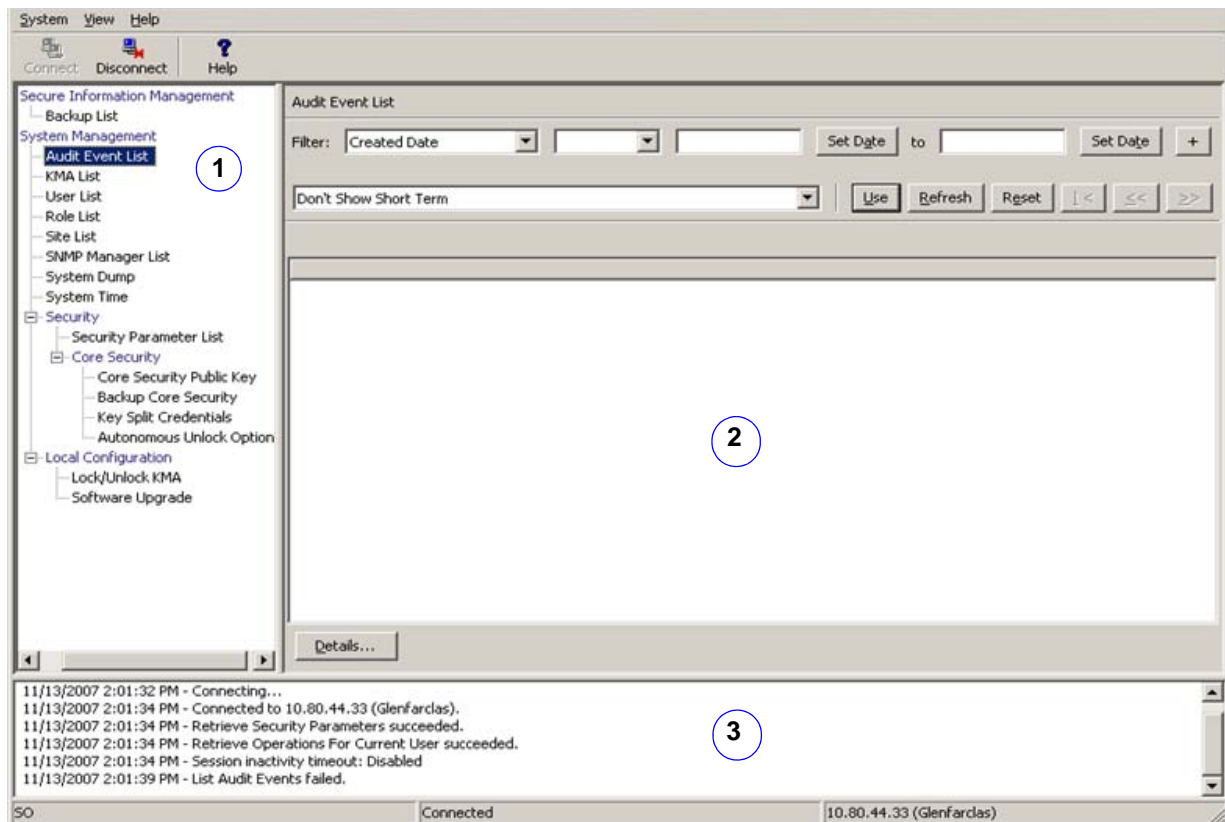 System View Help
Connect Disconnect Help
Secure Information Management
Backup List
System Management
Audit Event List
KMA List
User List
Role List
Site List
SNMP Manager List
System Dump
System Time
Security
Security Parameter List
Core Security
Core Security Public Key
Backup Core Security
Key Split Credentials
Autonomous Unlock Option
Local Configuration
Lock/Unlock KMA
Software Upgrade
1
Audit Event List
Filter: Created Date Set Date to Set Date +
Don't Show Short Term Use Refresh Reset |< << >>
2
Details...
11/13/2007 2:01:32 PM - Connecting...
11/13/2007 2:01:34 PM - Connected to 10.80.44.33 (Glenfarclas).
11/13/2007 2:01:34 PM - Retrieve Security Parameters succeeded.
11/13/2007 2:01:34 PM - Retrieve Operations For Current User succeeded.
11/13/2007 2:01:34 PM - Session inactivity timeout: Disabled
11/13/2007 2:01:39 PM - List Audit Events failed.
3
SO Connected 10.80.44.33 (Glenfarclas)